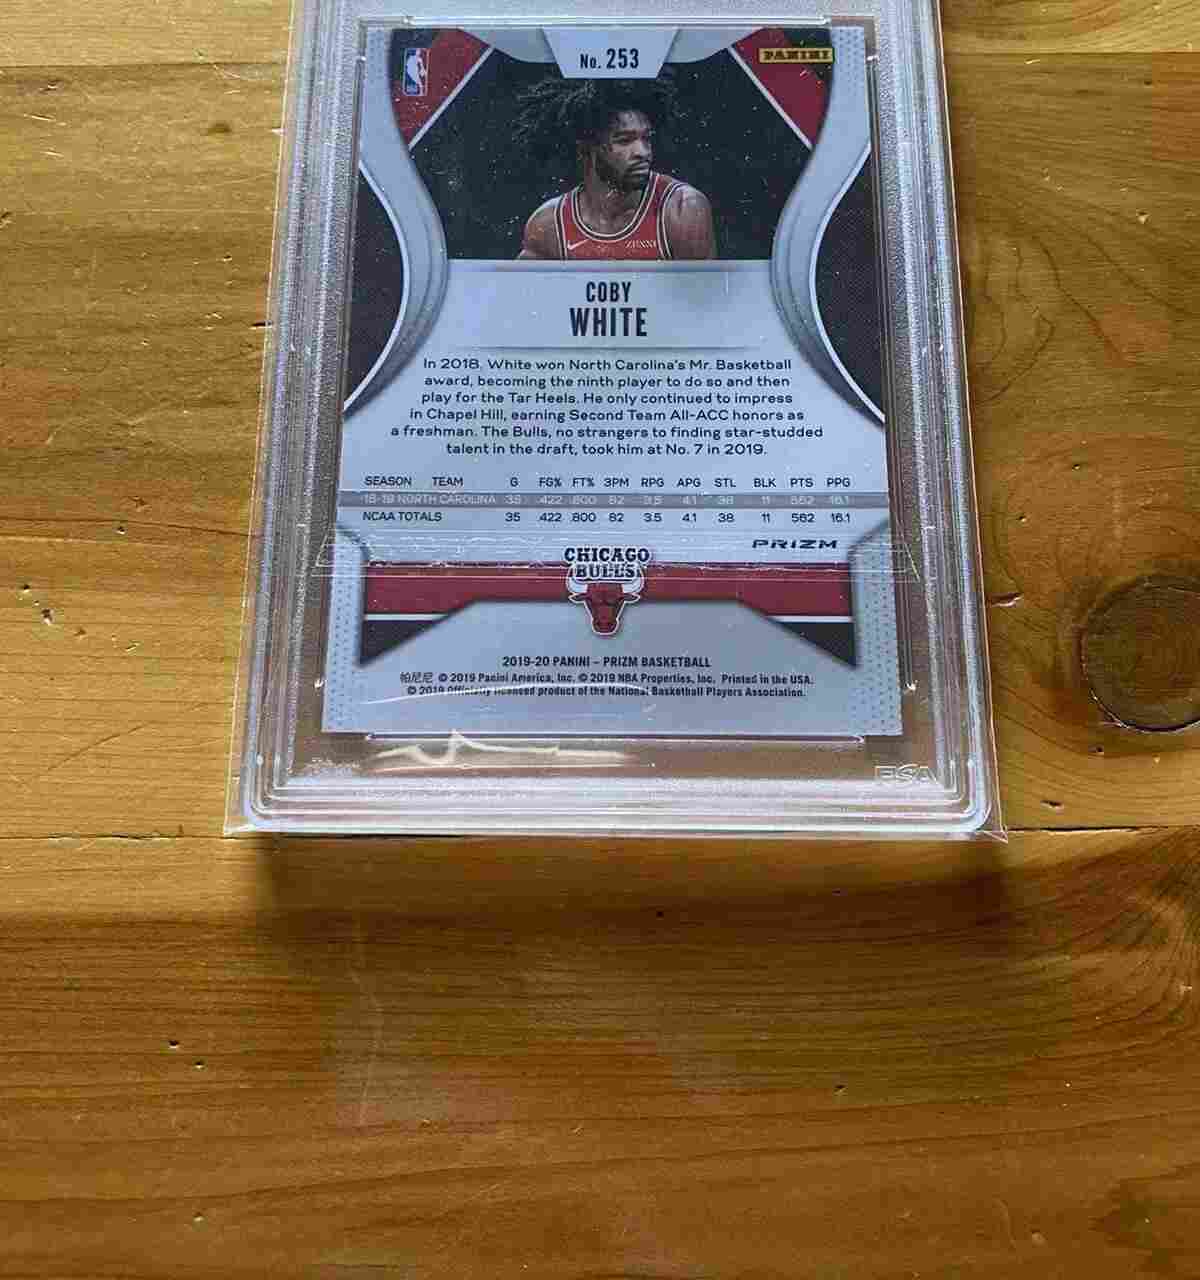 No. 253
PANINI
ZENNI
COBY
WHITE
In 2018, White won North Carolina's Mr. Basketball
award, becoming the ninth player to do so and then
play for the Tar Heels. He only continued to impress
in Chapel Hill, earning Second Team All-ACC honors as
a freshman. The Bulls, no strangers to finding star-studded
talent in the draft, took him at No. 7 in 2019.
SEASON TEAM G FG% FT% 3PM RPG APG STL BLK PTS PPG
18-19 NORTH CAROLINA 35 .422 .800 82 3.5 4.1 38 11 562 16.1
NCAA TOTALS 35 .422 .800 82 3.5 4.1 38 11 562 16.1
PRIZM
CHICAGO
BULLS
2019-20 PANINI – PRIZM BASKETBALL
帕尼尼 © 2019 Panini America, Inc. © 2019 NBA Properties, Inc. Printed in the USA.
© 2019 Officially licensed product of the National Basketball Players Association.